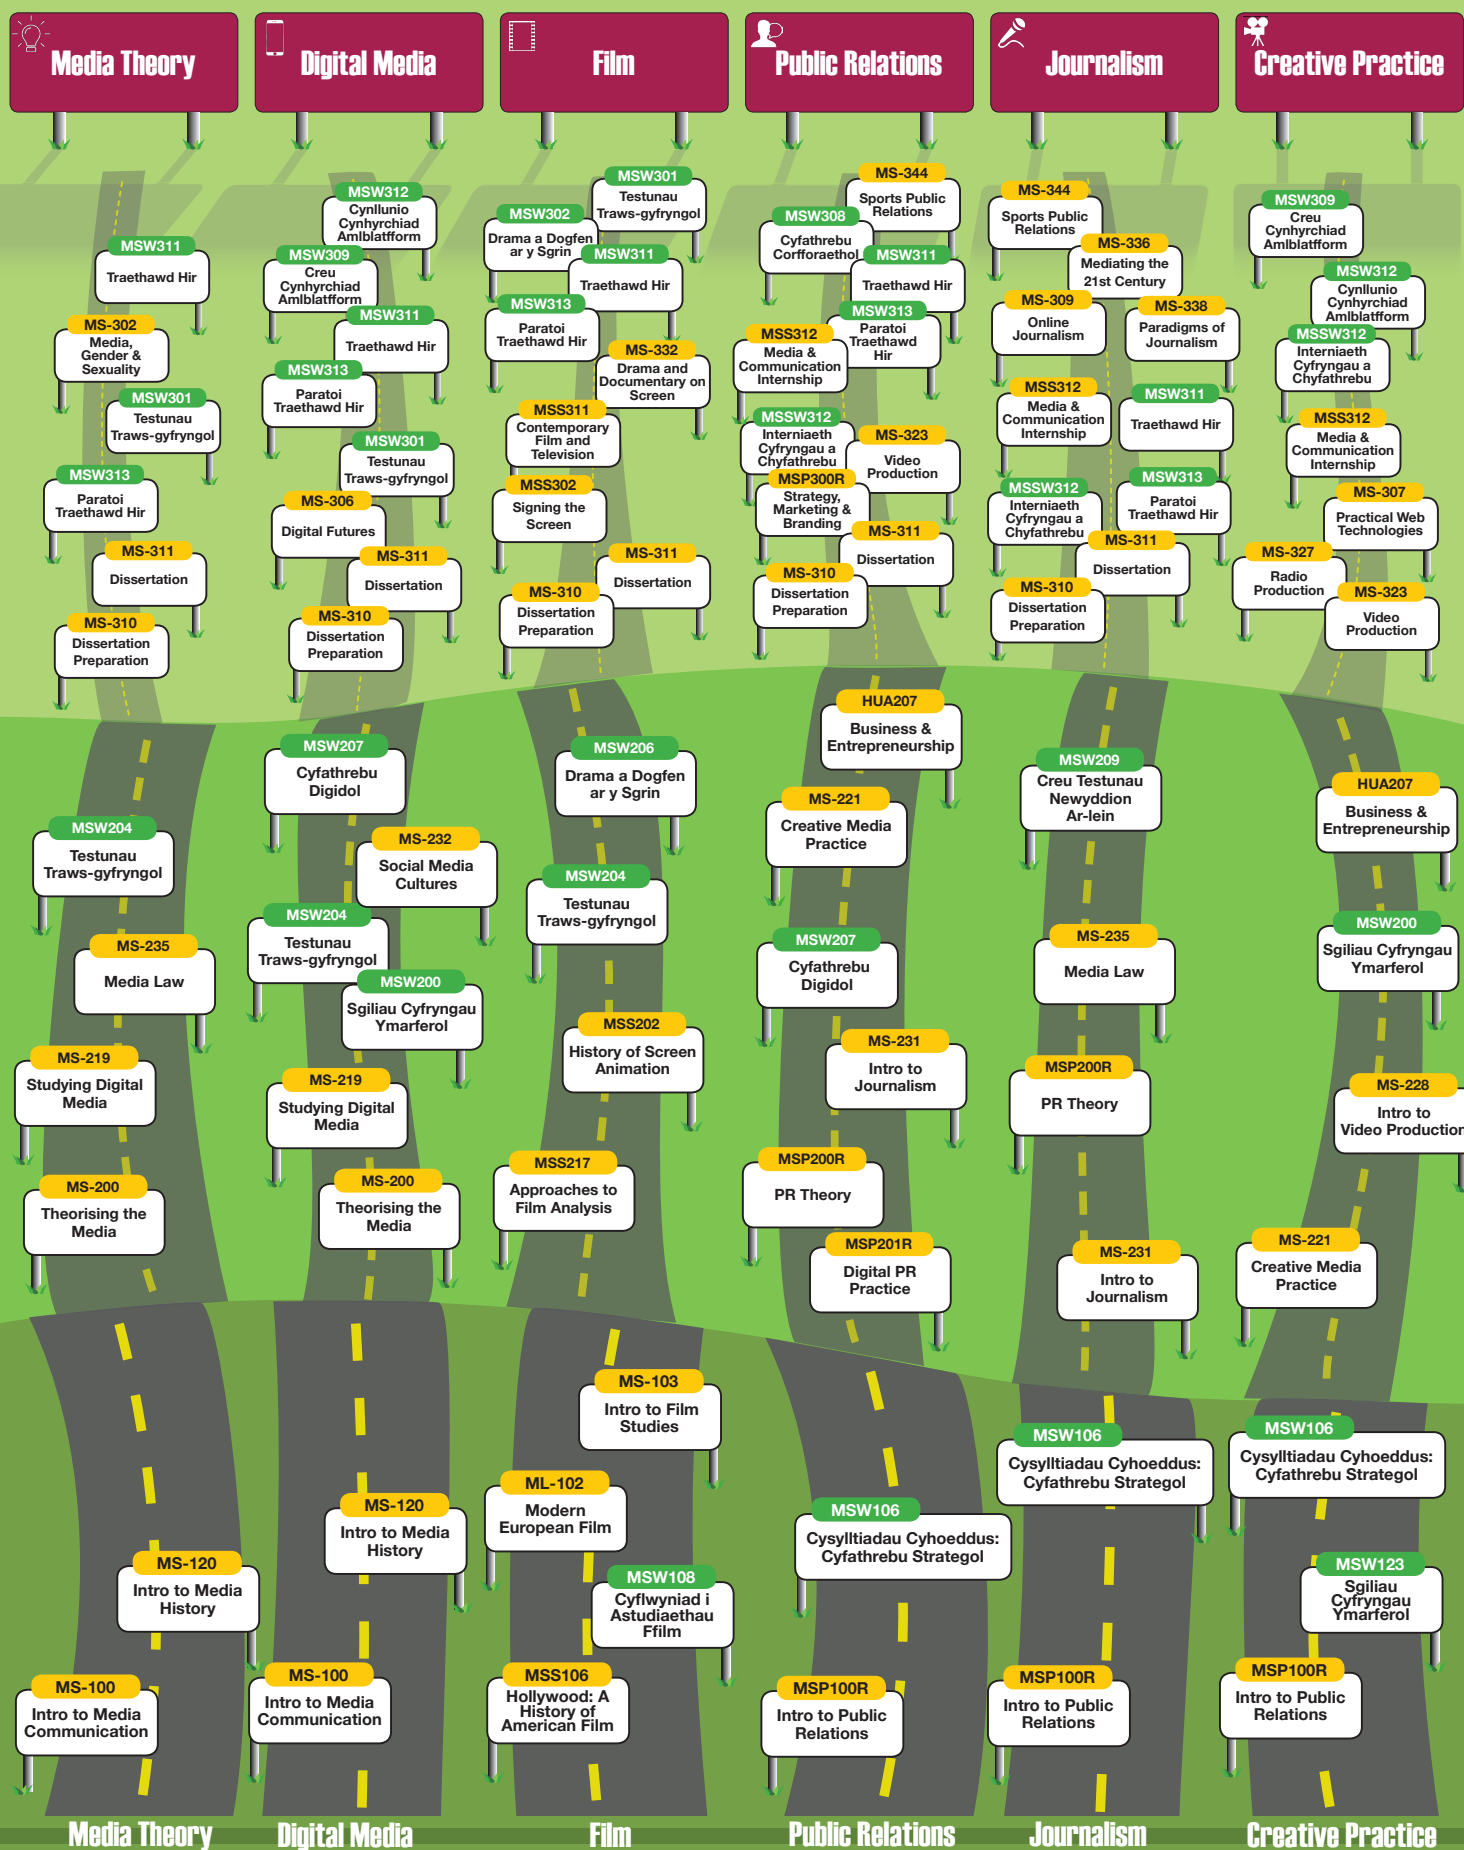 Media Theory
Digital Media
Film
Public Relations
Journalism
Creative Practice
MSW311
Traethawd Hir
MS-302
Media,
Gender &
Sexuality
MSW301
Testunau
Traws-gyfryngol
MSW313
Paratoi
Traethawd Hir
MS-311
Dissertation
MS-310
Dissertation
Preparation
MSW204
Testunau
Traws-gyfryngol
MS-235
Media Law
MS-219
Studying Digital
Media
MS-200
Theorising the
Media
MS-120
Intro to Media
History
MS-100
Intro to Media
Communication
Media Theory
MSW312
Cynllunio
Cynhyrchiad
Amlblatfform
MSW309
Creu
Cynhyrchiad
Amlblatfform
MSW311
Traethawd Hir
MSW313
Paratoi
Traethawd Hir
MSW301
Testunau
Traws-gyfryngol
MS-306
Digital Futures
MS-311
Dissertation
MS-310
Dissertation
Preparation
MSW207
Cyfathrebu
Digidol
MS-232
Social Media
Cultures
MSW204
Testunau
Traws-gyfryngol
MSW200
Sgiliau Cyfryngau
Ymarferol
MS-219
Studying Digital
Media
MS-200
Theorising the
Media
MS-120
Intro to Media
History
MS-100
Intro to Media
Communication
Digital Media
MSW301
Testunau
Traws-gyfryngol
MSW302
Drama a Dogfen
ar y Sgrin
MSW311
Traethawd Hir
MSW313
Paratoi
Traethawd Hir
MS-332
Drama and
Documentary on
Screen
MSS311
Contemporary
Film and
Television
MSS302
Signing the
Screen
MS-311
Dissertation
MS-310
Dissertation
Preparation
MSW206
Drama a Dogfen
ar y Sgrin
MSW204
Testunau
Traws-gyfryngol
MSS202
History of Screen
Animation
MSS217
Approaches to
Film Analysis
MS-103
Intro to Film
Studies
ML-102
Modern
European Film
MSW108
Cyflwyniad i
Astudiaethau
Ffilm
MSS106
Hollywood: A
History of
American Film
Film
MS-344
Sports Public
Relations
MSW308
Cyfathrebu
Corfforaethol
MSW311
Traethawd Hir
MSW313
Paratoi
Traethawd
Hir
MSS312
Media &
Communication
Internship
MSSW312
Interniaeth
Cyfryngau a
Chyfathrebu
MS-323
Video
Production
MSP300R
Strategy,
Marketing &
Branding
MS-311
Dissertation
MS-310
Dissertation
Preparation
HUA207
Business &
Entrepreneurship
MS-221
Creative Media
Practice
MSW207
Cyfathrebu
Digidol
MS-231
Intro to
Journalism
MSP200R
PR Theory
MSP201R
Digital PR
Practice
MSW106
Cysylltiadau Cyhoeddus:
Cyfathrebu Strategol
MSP100R
Intro to Public
Relations
Public Relations
MS-344
Sports Public
Relations
MS-336
Mediating the
21st Century
MS-309
Online
Journalism
MS-338
Paradigms of
Journalism
MSS312
Media &
Communication
Internship
MSW311
Traethawd Hir
MSW313
Paratoi
Traethawd Hir
MSSW312
Interniaeth
Cyfryngau a
Chyfathrebu
MS-311
Dissertation
MS-310
Dissertation
Preparation
MSW209
Creu Testunau
Newyddion
Ar-lein
MS-235
Media Law
MSP200R
PR Theory
MS-231
Intro to
Journalism
MSW106
Cysylltiadau Cyhoeddus:
Cyfathrebu Strategol
MSP100R
Intro to Public
Relations
Journalism
MSW309
Creu
Cynhyrchiad
Amlblatfform
MSW312
Cynllunio
Cynhyrchiad
Amlblatfform
MSSW312
Interniaeth
Cyfryngau a
Chyfathrebu
MSS312
Media &
Communication
Internship
MS-307
Practical Web
Technologies
MS-327
Radio
Production
MS-323
Video
Production
HUA207
Business &
Entrepreneurship
MSW200
Sgiliau Cyfryngau
Ymarferol
MS-228
Intro to
Video Production
MS-221
Creative Media
Practice
MSW106
Cysylltiadau Cyhoeddus:
Cyfathrebu Strategol
MSW123
Sgiliau
Cyfryngau
Ymarferol
MSP100R
Intro to Public
Relations
Creative Practice